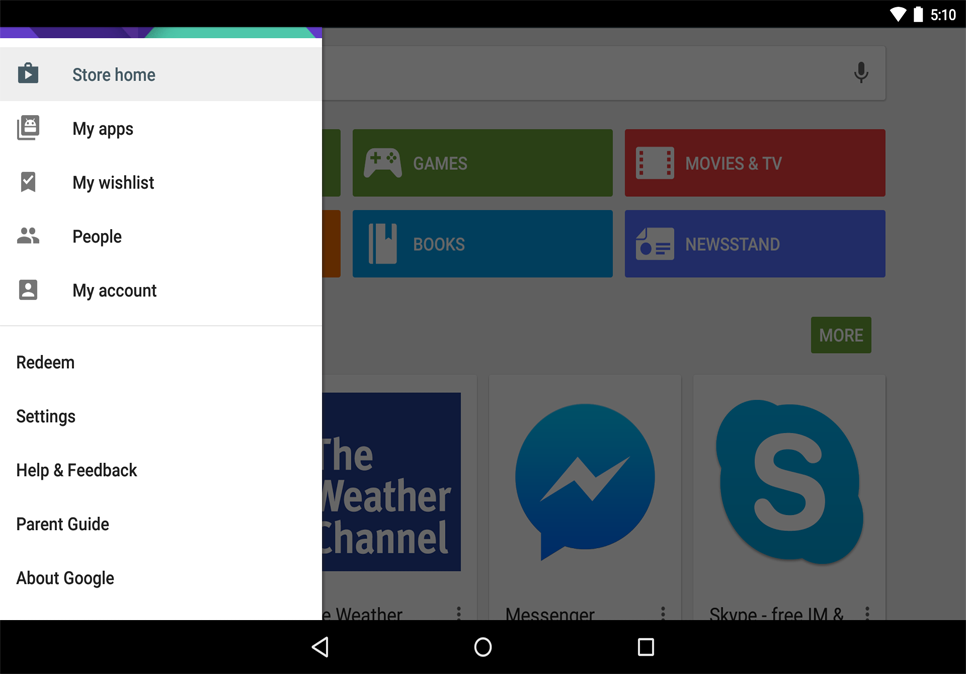 5:10
Store home
My apps
My wishlist
People
My account
Redeem
Settings
Help & Feedback
Parent Guide
About Google
GAMES
MOVIES & TV
BOOKS
NEWSSTAND
MORE
The
Weather
Channel
e Weather
Messenger
S
Skype - free IM &